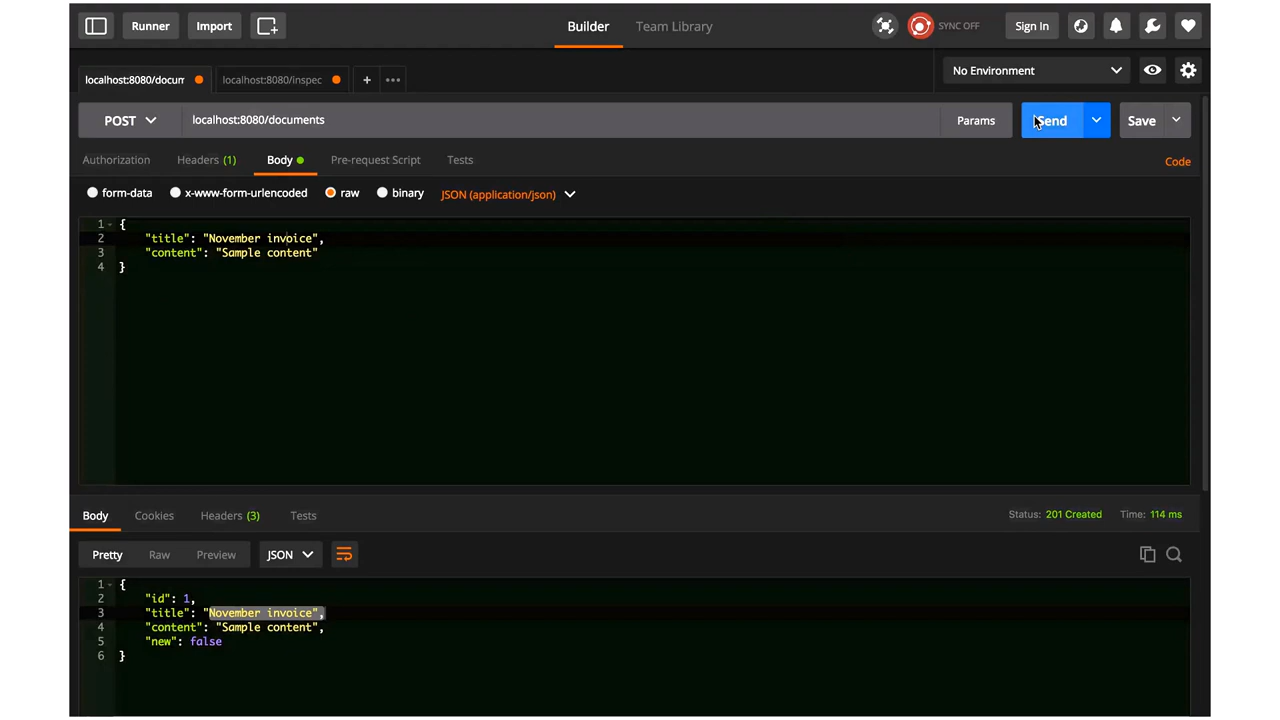 Runner Import Builder Team Library SYNC OFF Sign In
localhost:8080/docum localhost:8080/inspec + ••• No Environment
POST localhost:8080/documents Params Send Save
Authorization Headers (1) Body Pre-request Script Tests Code
form-data x-www-form-urlencoded raw binary JSON (application/json)
1 {
2 "title": "November invoice",
3 "content": "Sample content"
4 }
Body Cookies Headers (3) Tests Status: 201 Created Time: 114 ms
Pretty Raw Preview JSON
1 {
2 "id": 1,
3 "title": "November invoice",
4 "content": "Sample content",
5 "new": false
6 }